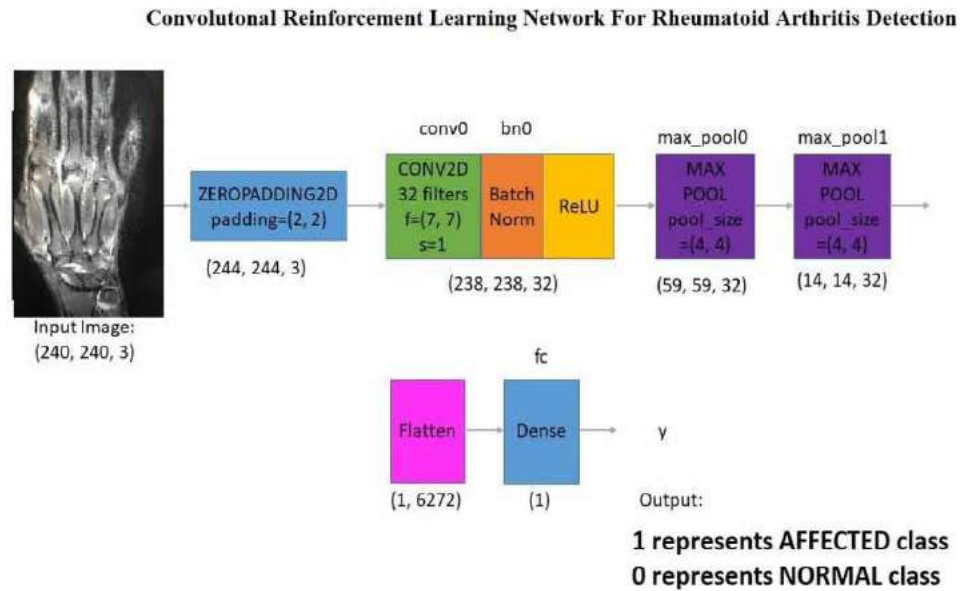 Convolutonal Reinforcement Learning Network For Rheumatoid Arthritis Detection
Input Image:
(240, 240, 3)
ZEROPADDING2D
padding=(2, 2)
(244, 244, 3)
conv0
bn0
CONV2D
32 filters
f=(7, 7)
s=1
Batch
Norm
ReLU
(238, 238, 32)
max_pool0
MAX
POOL
pool_size
=(4, 4)
(59, 59, 32)
max_pool1
MAX
POOL
pool_size
=(4, 4)
(14, 14, 32)
Flatten
(1, 6272)
fc
Dense
(1)
y
Output:
1 represents AFFECTED class
0 represents NORMAL class